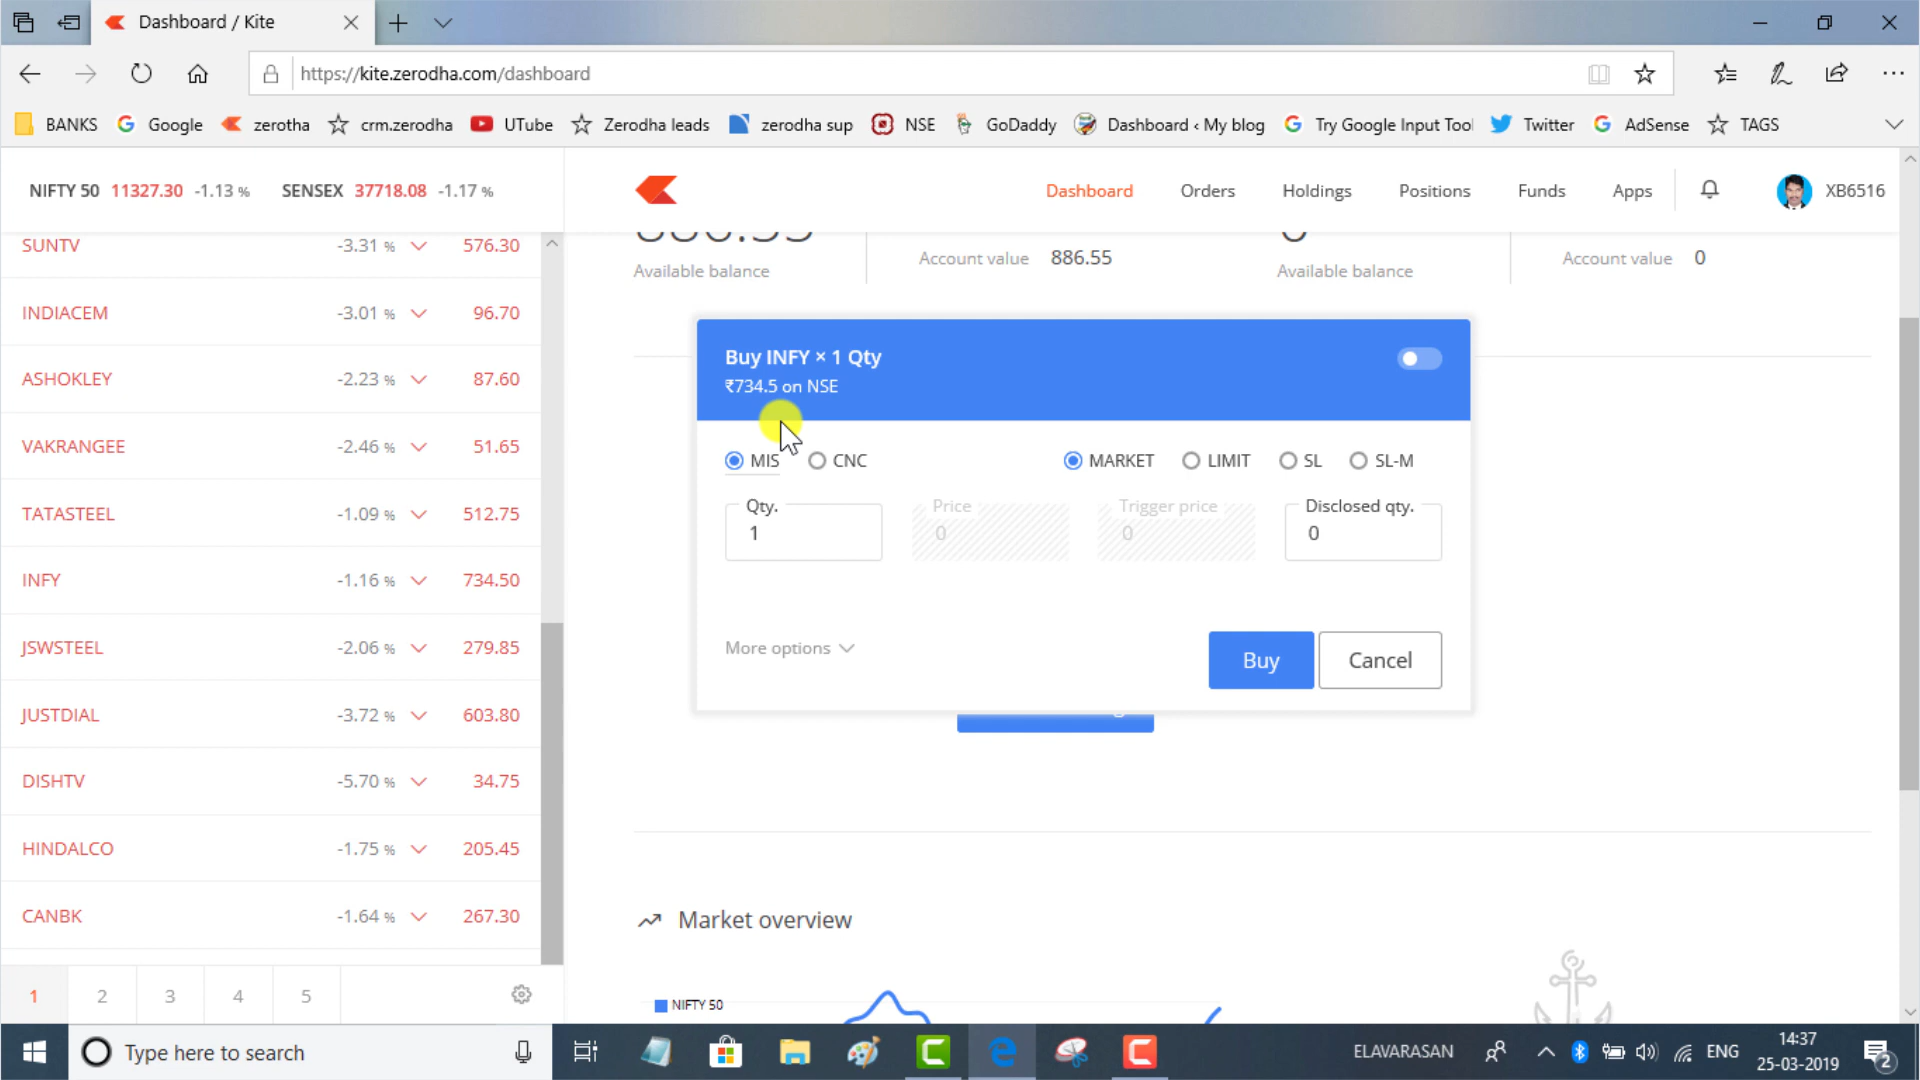 Dashboard / Kite
https://kite.zerodha.com/dashboard
BANKS Google zerotha crm.zerodha UTube Zerodha leads zerodha sup NSE GoDaddy Dashboard ‹ My blog Try Google Input Tool Twitter AdSense TAGS
NIFTY 50 11327.30 -1.13 % SENSEX 37718.08 -1.17 %
Dashboard Orders Holdings Positions Funds Apps XB6516
SUNTV -3.31 % 576.30
INDIACEM -3.01 % 96.70
ASHOKLEY -2.23 % 87.60
VAKRANGEE -2.46 % 51.65
TATASTEEL -1.09 % 512.75
INFY -1.16 % 734.50
JSWSTEEL -2.06 % 279.85
JUSTDIAL -3.72 % 603.80
DISHTV -5.70 % 34.75
HINDALCO -1.75 % 205.45
CANBK -1.64 % 267.30
1 2 3 4 5
Available balance
Account value 886.55
Available balance
Account value 0
Buy INFY × 1 Qty
₹734.5 on NSE
MIS CNC MARKET LIMIT SL SL-M
Qty. Price Trigger price Disclosed qty.
1 0 0 0
More options
Buy Cancel
Market overview
NIFTY 50
Type here to search
ELAVARASAN ENG
14:37
25-03-2019
2